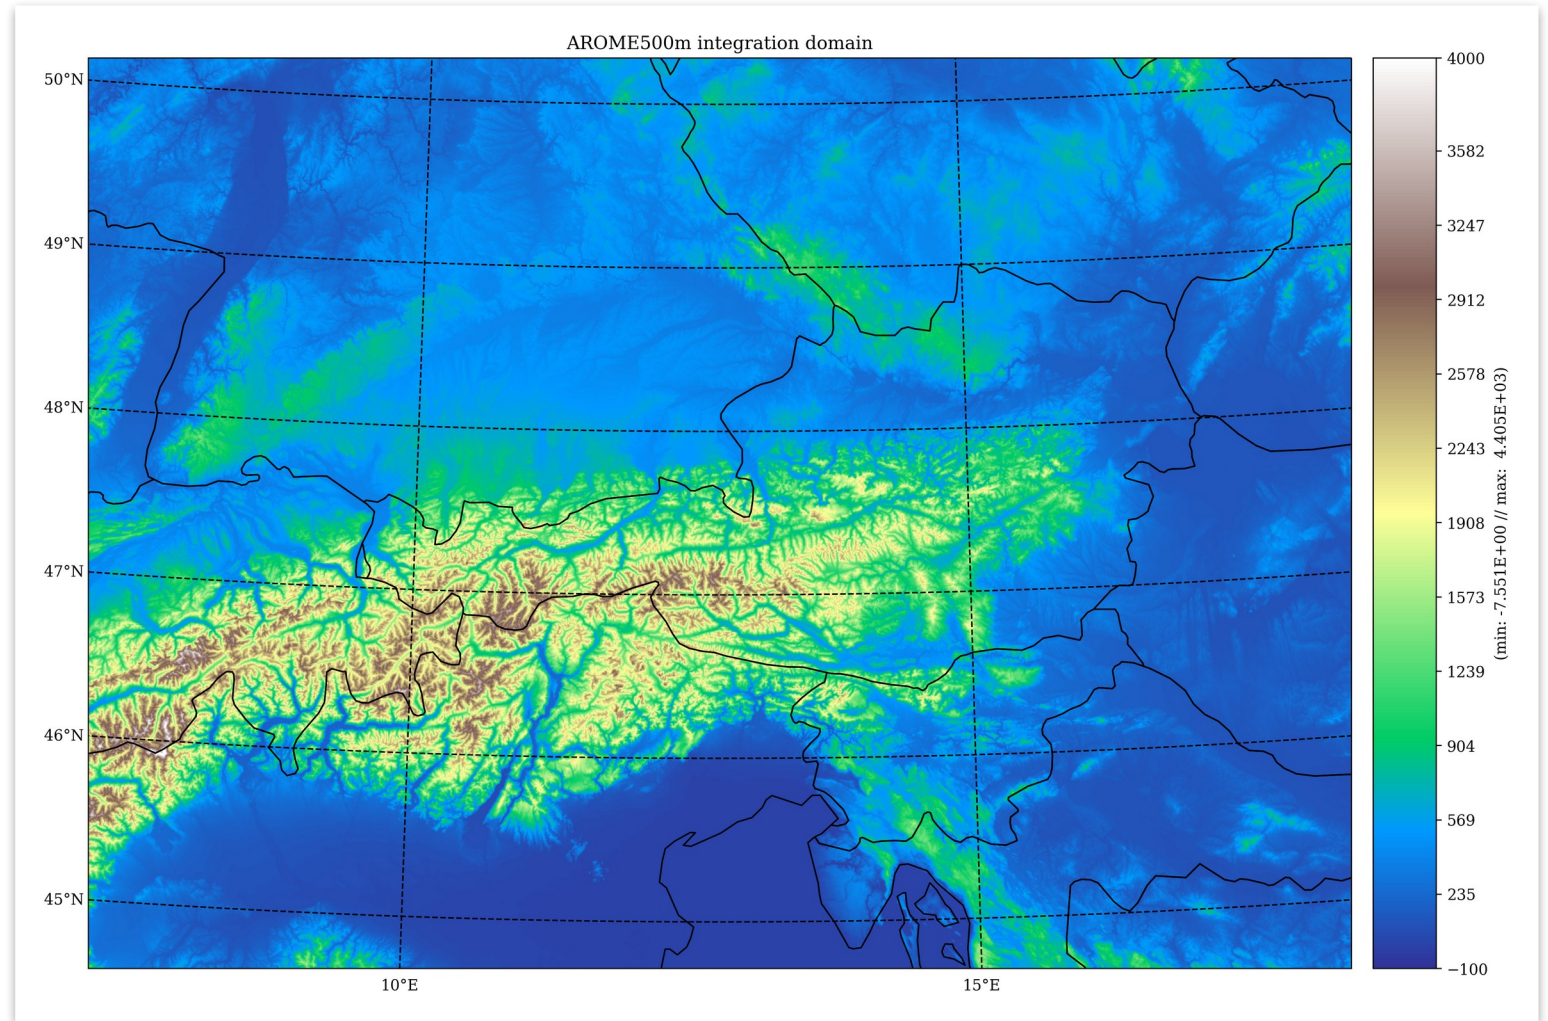 AROME500m integration domain
50°N
49°N
48°N
47°N
46°N
45°N
10°E
15°E
4000
3582
3247
2912
2578
2243
1908
1573
1239
904
569
235
−100
(min: -7.551E+00 // max:  4.405E+03)